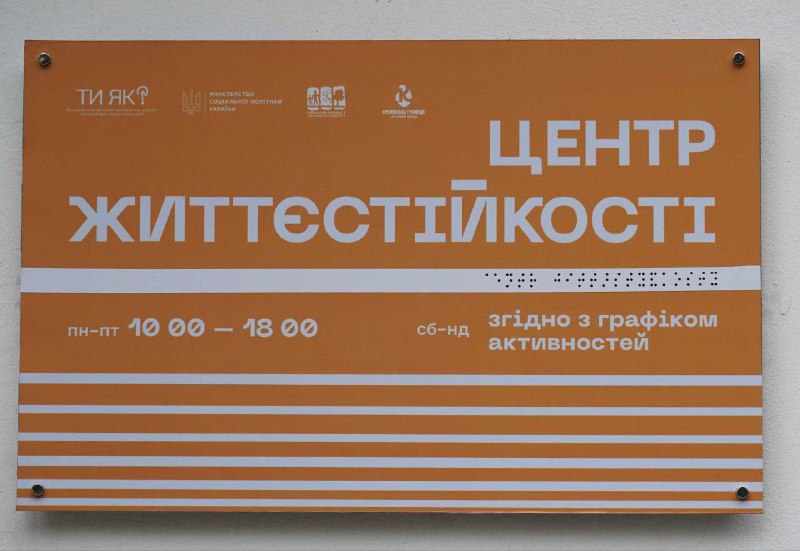 ТИ ЯК?
МІНІСТЕРСТВО
СОЦІАЛЬНОЇ ПОЛІТИКИ
УКРАЇНИ
ЦЕНТР
ЖИТТЄСТІЙКОСТІ
пн-пт 10 00 — 18 00
сб-нд згідно з графіком
активностей